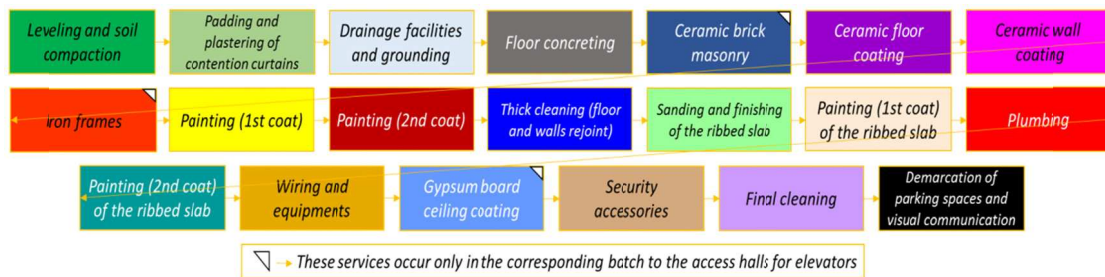 Leveling and soil
compaction
Padding and
plastering of
contention curtains
Drainage facilities
and grounding
Floor concreting
Ceramic brick
masonry
Ceramic floor
coating
Ceramic wall
coating
Iron frames
Painting (1st coat)
Painting (2nd coat)
Thick cleaning (floor
and walls rejoint)
Sanding and finishing
of the ribbed slab
Painting (1st coat)
of the ribbed slab
Plumbing
Painting (2nd coat)
of the ribbed slab
Wiring and
equipments
Gypsum board
ceiling coating
Security
accessories
Final cleaning
Demarcation of
parking spaces and
visual communication
These services occur only in the corresponding batch to the access halls for elevators